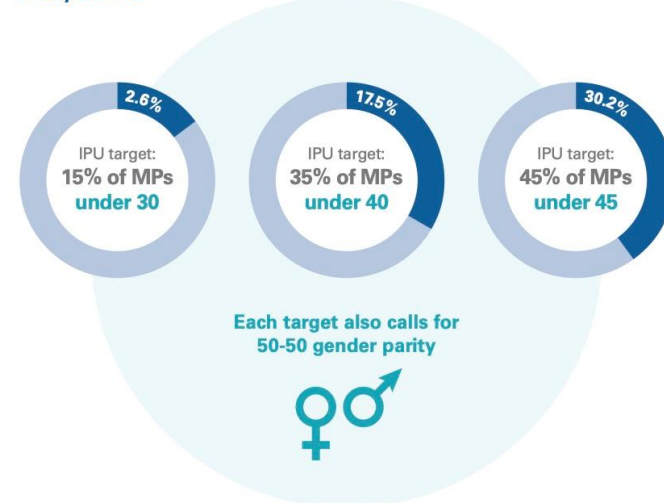 2.6%
IPU target:
15% of MPs
under 30
17.5%
IPU target:
35% of MPs
under 40
30.2%
IPU target:
45% of MPs
under 45
Each target also calls for
50-50 gender parity